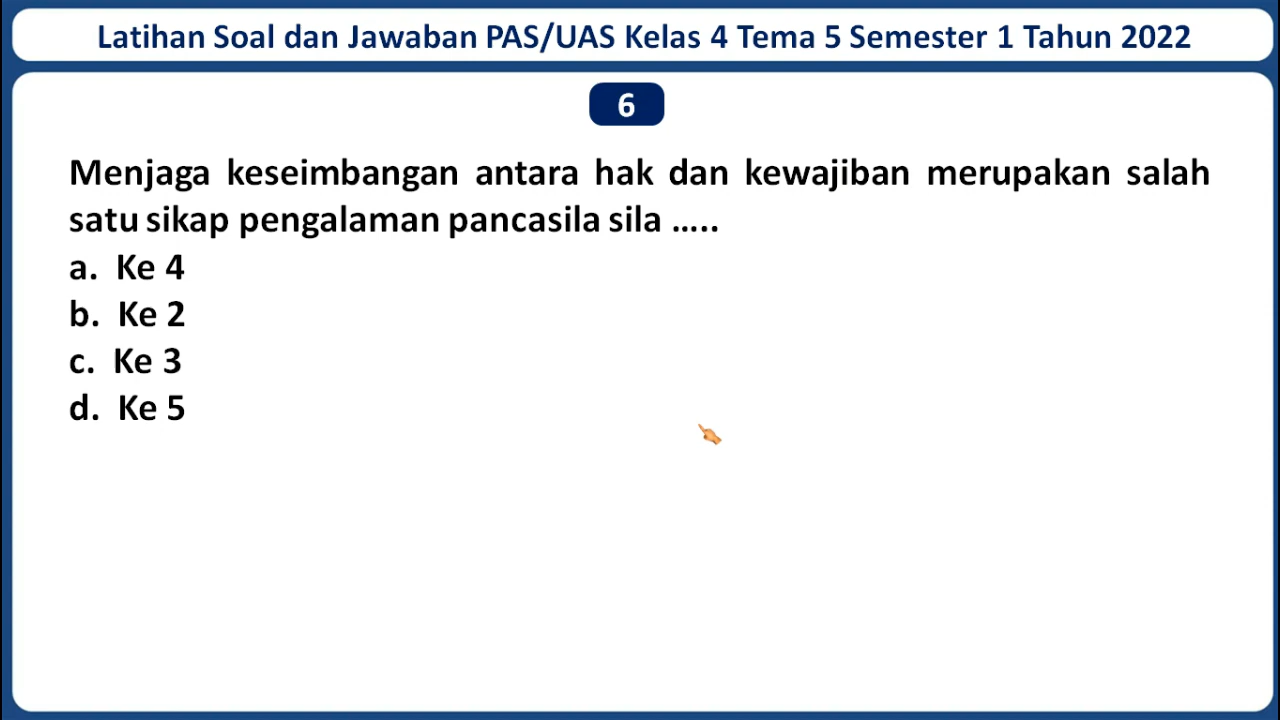 Latihan Soal dan Jawaban PAS/UAS Kelas 4 Tema 5 Semester 1 Tahun 2022
6
Menjaga keseimbangan antara hak dan kewajiban merupakan salah
satu sikap pengalaman pancasila sila .....
a. Ke 4
b. Ke 2
c. Ke 3
d. Ke 5